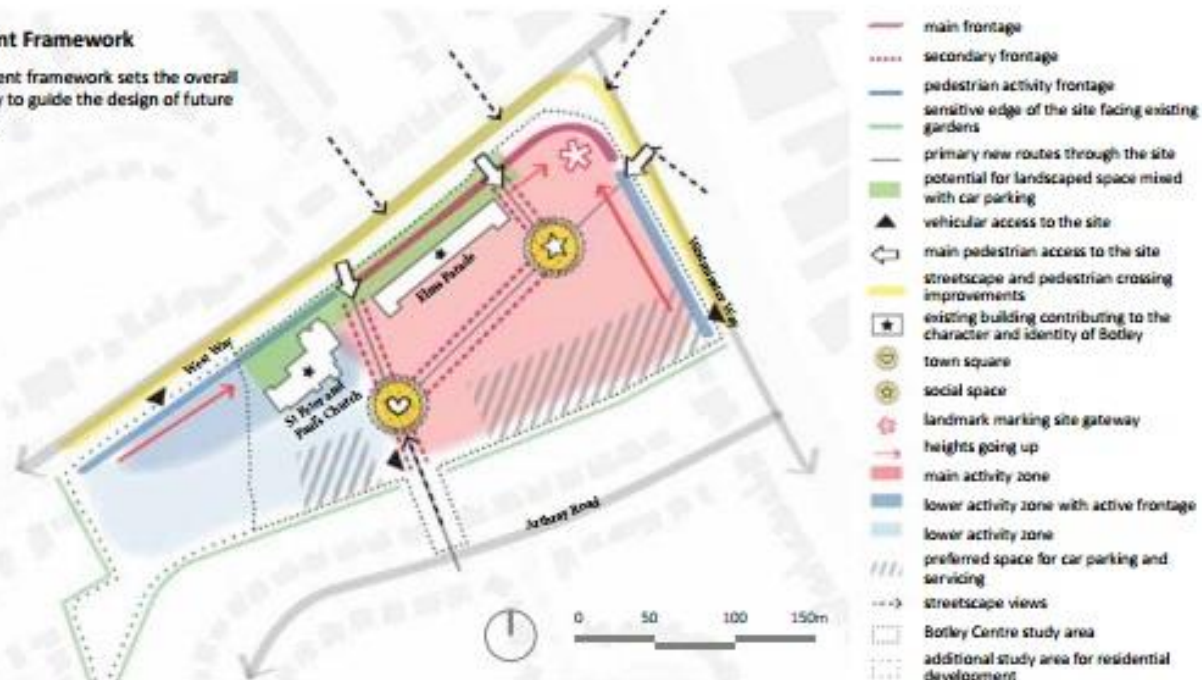 nt Framework
ent framework sets the overall
y to guide the design of future
West Way
Elms Parade
St Peter and
Paul's Church
Arthray Road
Way
0 50 100 150m
main frontage
secondary frontage
pedestrian activity frontage
sensitive edge of the site facing existing
gardens
primary new routes through the site
potential for landscaped space mixed
with car parking
vehicular access to the site
main pedestrian access to the site
streetscape and pedestrian crossing
improvements
existing building contributing to the
character and identity of Botley
town square
social space
landmark marking site gateway
heights going up
main activity zone
lower activity zone with active frontage
lower activity zone
preferred space for car parking and
servicing
streetscape views
Botley Centre study area
additional study area for residential
development